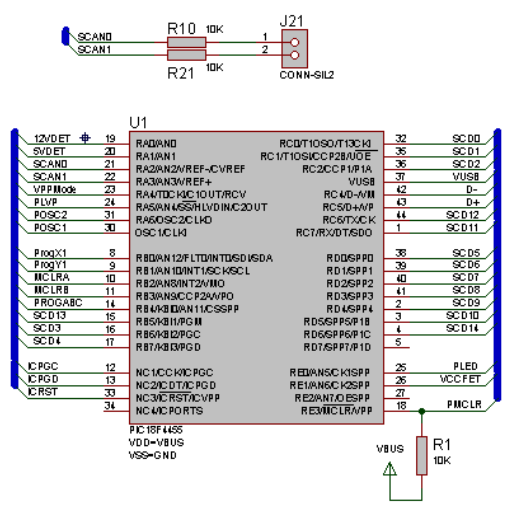 R10 10K J21
SCAN0 1
SCAN1 2
R21 10K CONN-SIL2
U1
12VDET 19 RA0/AN0 RC0/T1OSO/T13CKI 32 SCD0
5VDET 20 RA1/AN1 RC1/T1OSI/CCP2B/UOE 35 SCD1
SCAN0 21 RA2/AN2/VREF-/CVREF RC2/CCP1/P1A 36 SCD2
SCAN1 22 RA3/AN3/VREF+ VUSB 37 VUSB
VPPMode 23 RA4/T0CKI/C1OUT/RCV RC4/D-/VM 42 D-
PLVP 24 RA5/AN4/SS/HLVDIN/C2OUT RC5/D+/VP 43 D+
POSC2 31 RA6/OSC2/CLKO RC6/TX/CK 44 SCD12
POSC1 30 OSC1/CLKI RC7/RX/DT/SDO 1 SCD11
ProgX1 8 RB0/AN12/FLT0/INT0/SDI/SDA RD0/SPP0 38 SCD5
ProgY1 9 RB1/AN10/INT1/SCK/SCL RD1/SPP1 39 SCD6
MCLRA 10 RB2/AN8/INT2/VMO RD2/SPP2 40 SCD7
MCLRB 11 RB3/AN9/CCP2A/VPO RD3/SPP3 41 SCD8
PROGABC 14 RB4/KBI0/AN11/CSSPP RD4/SPP4 2 SCD9
SCD13 15 RB5/KBI1/PGM RD5/SPP5/P1B 3 SCD10
SCD3 16 RB6/KBI2/PGC RD6/SPP6/P1C 4 SCD14
SCD4 17 RB7/KBI3/PGD RD7/SPP7/P1D 5
ICPGC 12 NC1/CCK/ICPGC RE0/AN5/CK1SPP 25 PLED
ICPGD 13 NC2/ICDT/ICPGD RE1/AN6/CK2SPP 26 VCCFET
ICRST 33 NC3/ICRST/ICVPP RE2/AN7/OESPP 27
34 NC4/ICPORTS RE3/MCLR/VPP 18 PMCLR
PIC18F4455
VDD=VBUS
VSS=GND
VBUS R1
10K